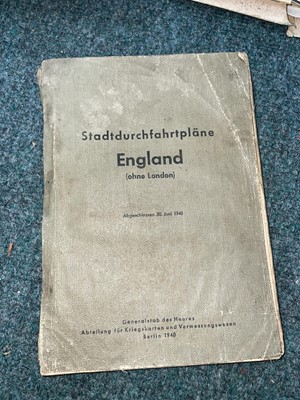 Stadtdurchfahrtpläne
England
(ohne London)
Abgeschlossen 30. Juni 1940
Generalstab des Heeres
Abteilung für Kriegskarten und Vermessungswesen
Berlin 1940